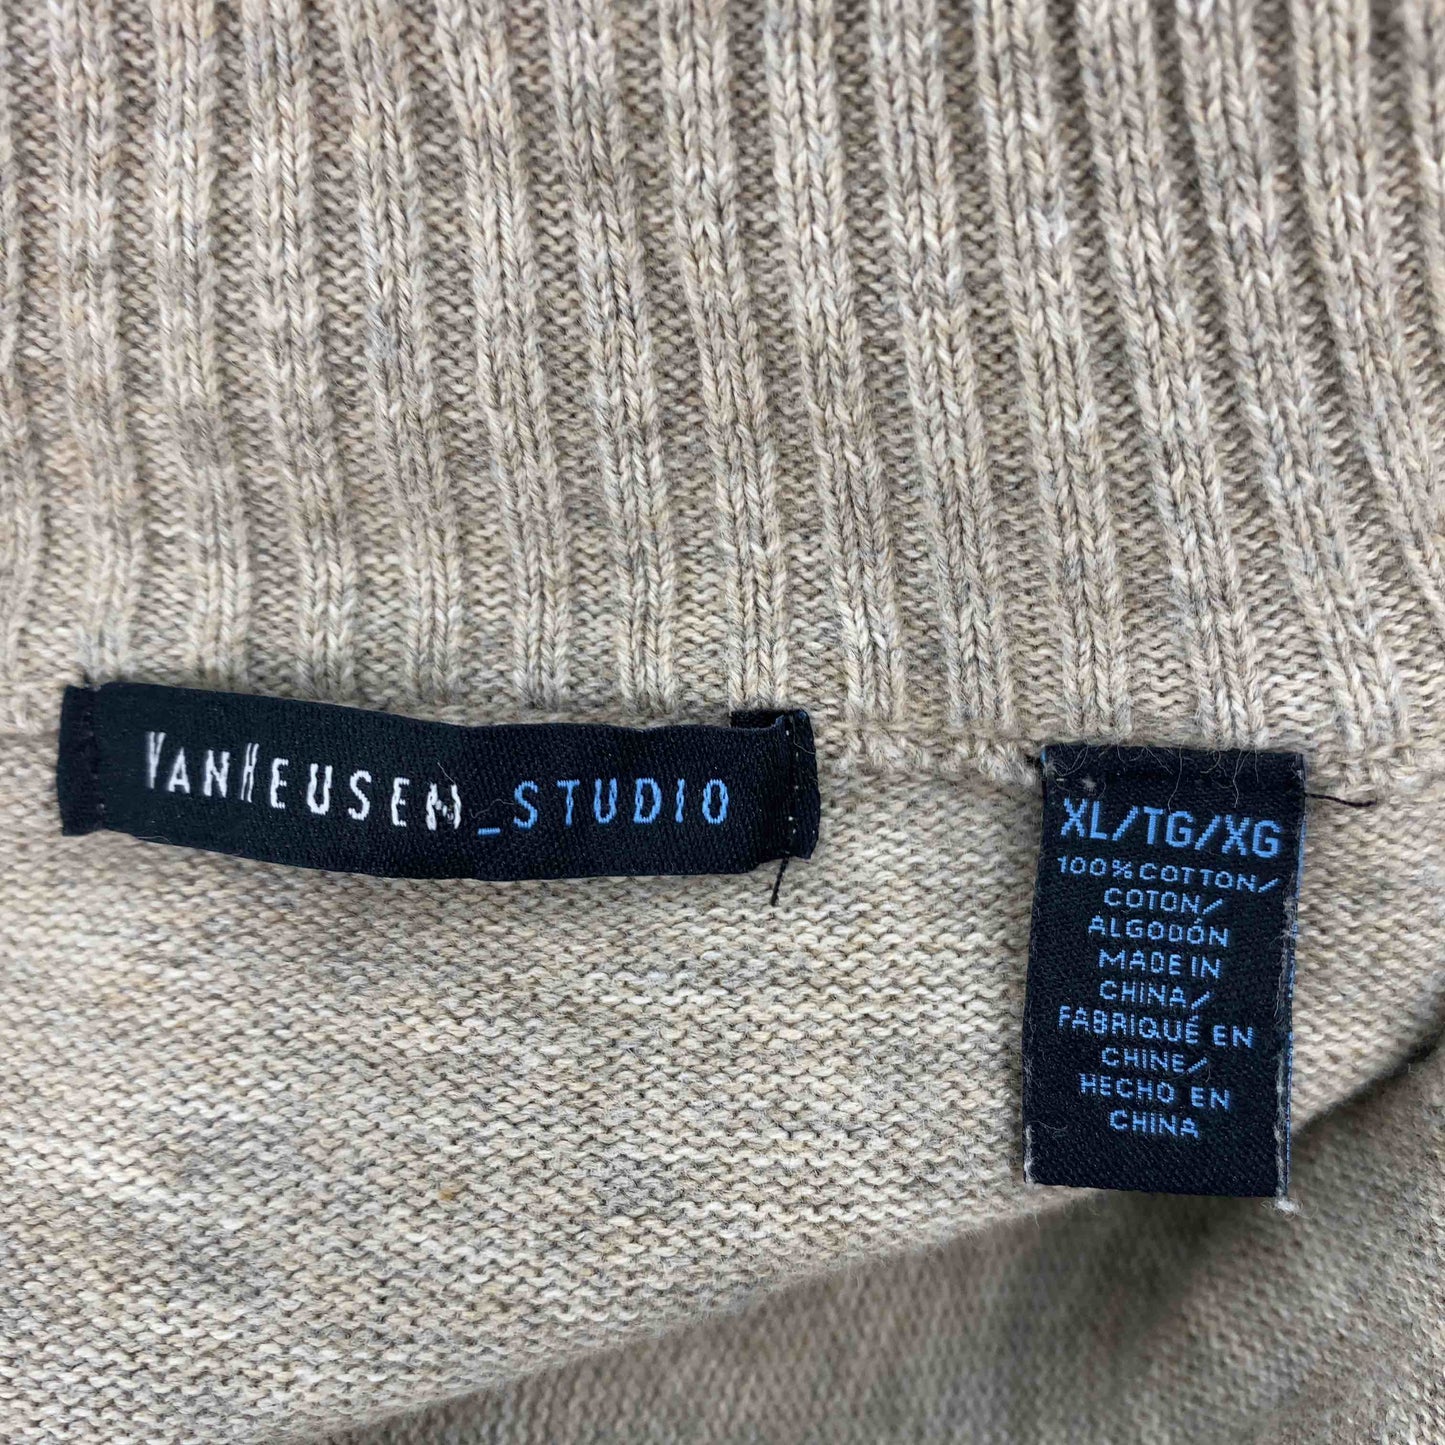 VANHEUSEN_STUDIO
XL/TG/XG
100% COTTON/
COTON/
ALGODÓN
MADE IN
CHINA/
FABRIQUÉ EN
CHINE/
HECHO EN
CHINA